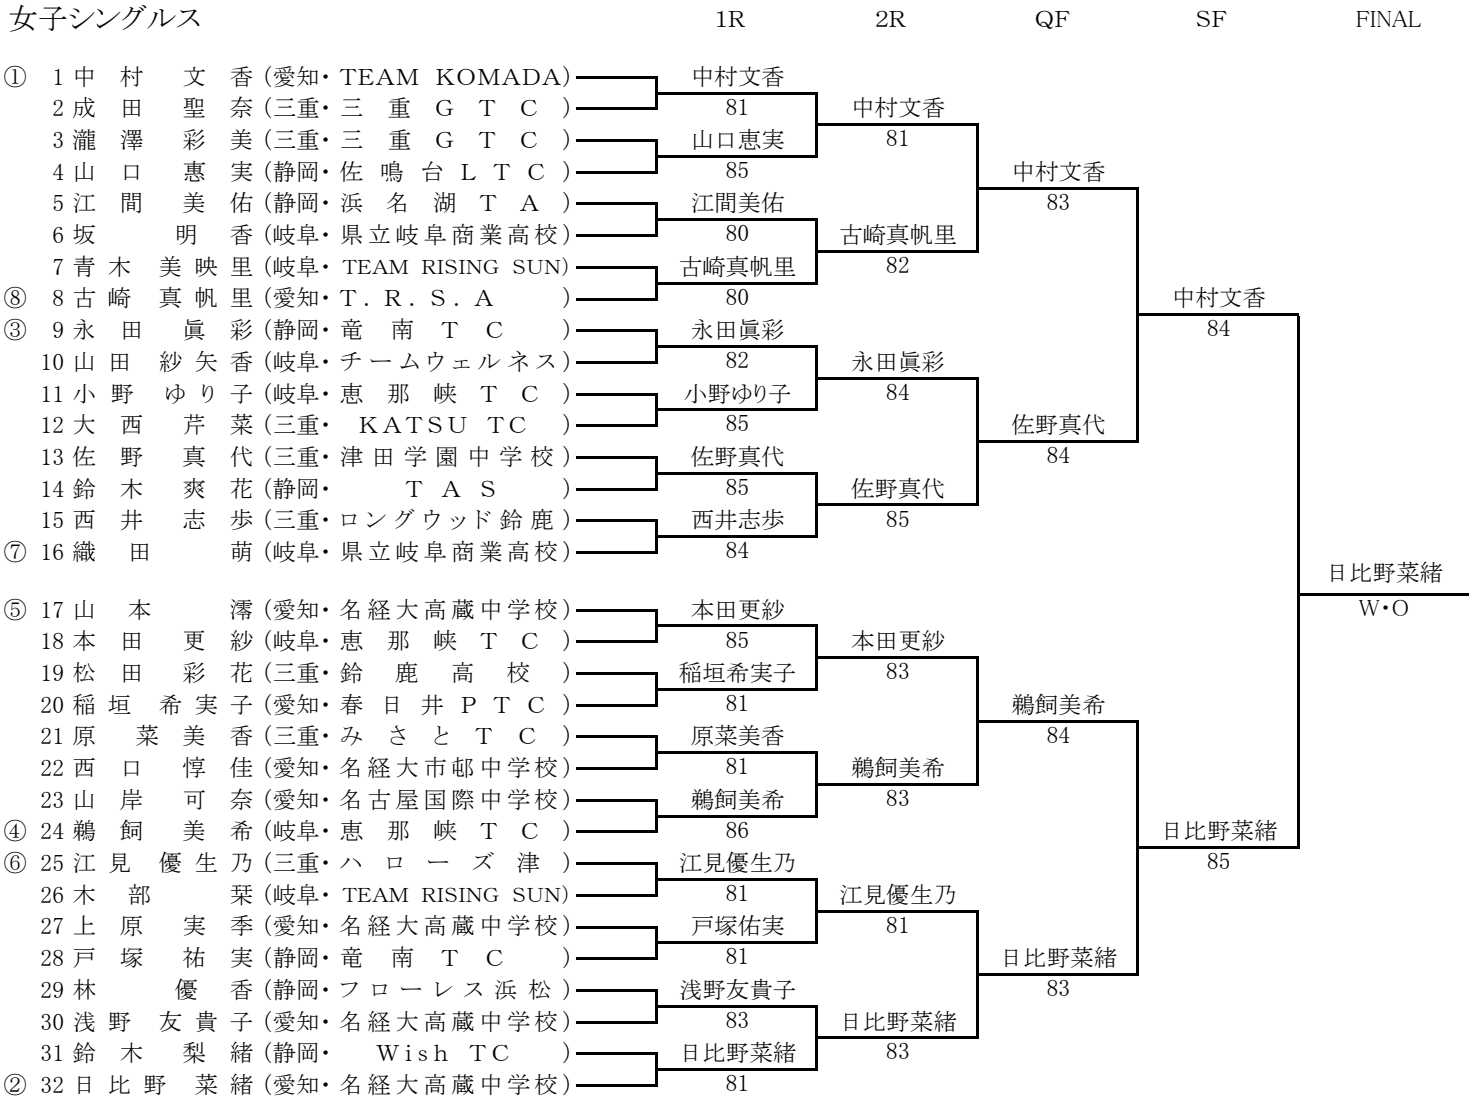 女子シングルス 1R 2R QF SF FINAL
① 1 中村 文香 (愛知・TEAM KOMADA) 中村文香
2 成田 聖奈 (三重・三重GTC) 81 中村文香
3 瀧澤 彩美 (三重・三重GTC) 山口恵実 81
4 山口 惠実 (静岡・佐鳴台LTC) 85 中村文香
5 江間 美佑 (静岡・浜名湖TA) 江間美佑 83
6 坂 明香 (岐阜・県立岐阜商業高校) 80 古崎真帆里
7 青木 美映里 (岐阜・TEAM RISING SUN) 古崎真帆里 82
⑧ 8 古崎 真帆里 (愛知・T.R.S.A) 80 中村文香
③ 9 永田 眞彩 (静岡・竜南TC) 永田眞彩 84
10 山田 紗矢香 (岐阜・チームウェルネス) 82 永田眞彩
11 小野 ゆり子 (岐阜・恵那峡TC) 小野ゆり子 84
12 大西 芹菜 (三重・KATSU TC) 85 佐野真代
13 佐野 真代 (三重・津田学園中学校) 佐野真代 84
14 鈴木 爽花 (静岡・TAS) 85 佐野真代
15 西井 志歩 (三重・ロングウッド鈴鹿) 西井志歩 85
⑦ 16 織田 萌 (岐阜・県立岐阜商業高校) 84
日比野菜緒
⑤ 17 山本 澪 (愛知・名経大高蔵中学校) 本田更紗 W・O
18 本田 更紗 (岐阜・恵那峡TC) 85 本田更紗
19 松田 彩花 (三重・鈴鹿高校) 稲垣希実子 83
20 稲垣 希実子 (愛知・春日井PTC) 81 鵜飼美希
21 原 菜美香 (三重・みさとTC) 原菜美香 84
22 西口 惇佳 (愛知・名経大市邨中学校) 81 鵜飼美希
23 山岸 可奈 (愛知・名古屋国際中学校) 鵜飼美希 83
④ 24 鵜飼 美希 (岐阜・恵那峡TC) 86 日比野菜緒
⑥ 25 江見 優生乃 (三重・ハローズ津) 江見優生乃 85
26 木部 栞 (岐阜・TEAM RISING SUN) 81 江見優生乃
27 上原 実季 (愛知・名経大高蔵中学校) 戸塚佑実 81
28 戸塚 祐実 (静岡・竜南TC) 81 日比野菜緒
29 林 優香 (静岡・フローレス浜松) 浅野友貴子 83
30 浅野 友貴子 (愛知・名経大高蔵中学校) 83 日比野菜緒
31 鈴木 梨緒 (静岡・Wish TC) 日比野菜緒 83
② 32 日比野 菜緒 (愛知・名経大高蔵中学校) 81